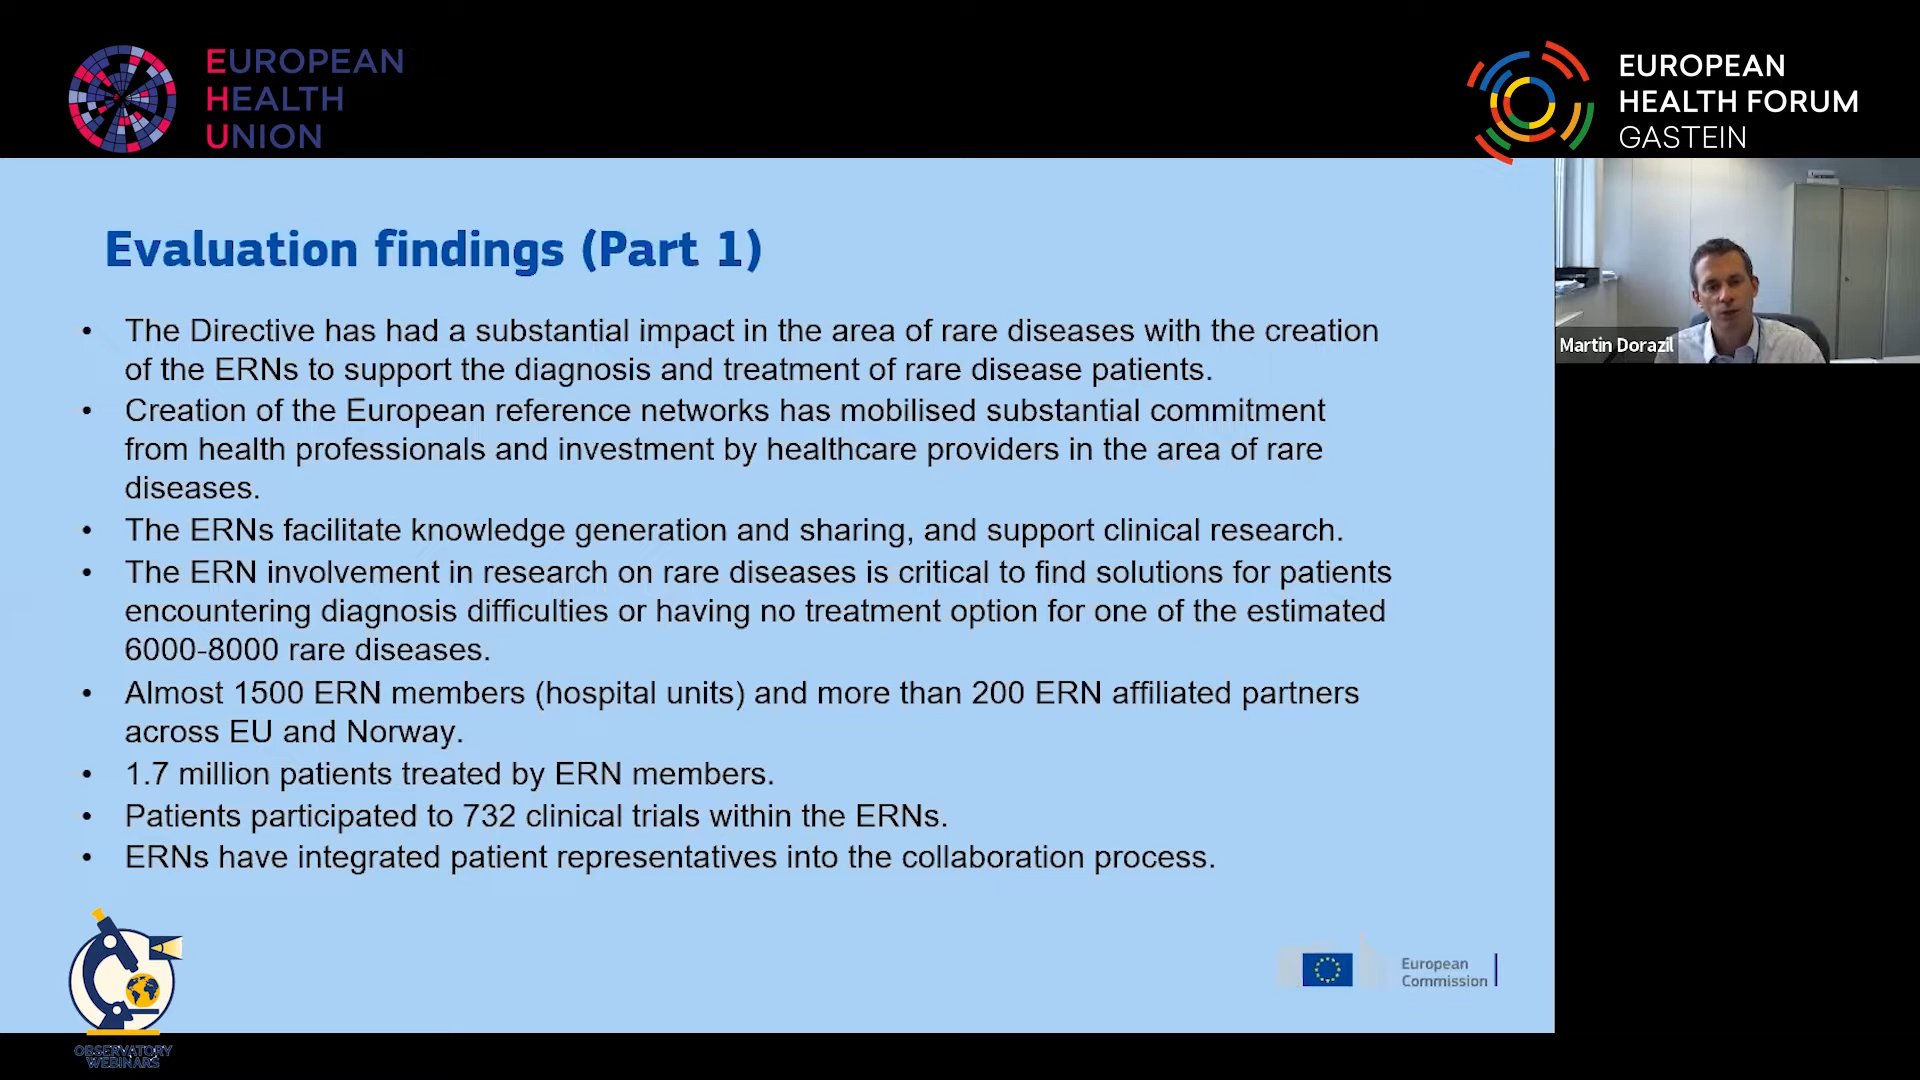 EUROPEAN
HEALTH
UNION
EUROPEAN
HEALTH FORUM
GASTEIN
Evaluation findings (Part 1)
• The Directive has had a substantial impact in the area of rare diseases with the creation
of the ERNs to support the diagnosis and treatment of rare disease patients.
• Creation of the European reference networks has mobilised substantial commitment
from health professionals and investment by healthcare providers in the area of rare
diseases.
• The ERNs facilitate knowledge generation and sharing, and support clinical research.
• The ERN involvement in research on rare diseases is critical to find solutions for patients
encountering diagnosis difficulties or having no treatment option for one of the estimated
6000-8000 rare diseases.
• Almost 1500 ERN members (hospital units) and more than 200 ERN affiliated partners
across EU and Norway.
• 1.7 million patients treated by ERN members.
• Patients participated to 732 clinical trials within the ERNs.
• ERNs have integrated patient representatives into the collaboration process.
Martin Dorazil
European
Commission
OBSERVATORY
WEBINARS